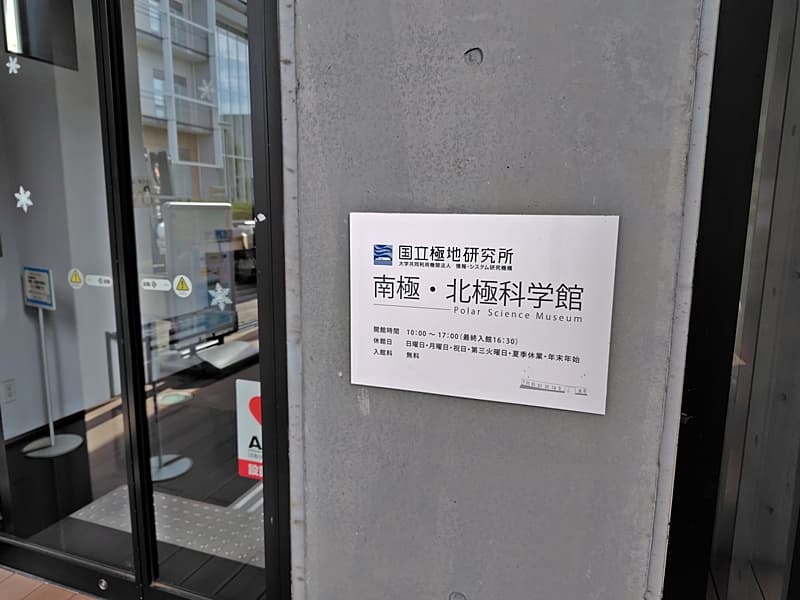 国立極地研究所
大学共同利用機関法人 情報・システム研究機構
南極・北極科学館
Polar Science Museum
開館時間 10:00 ～ 17:00（最終入館16:30）
休館日 日曜日・月曜日・祝日・第三火曜日・夏季休業・年末年始
入館料 無料
A
設